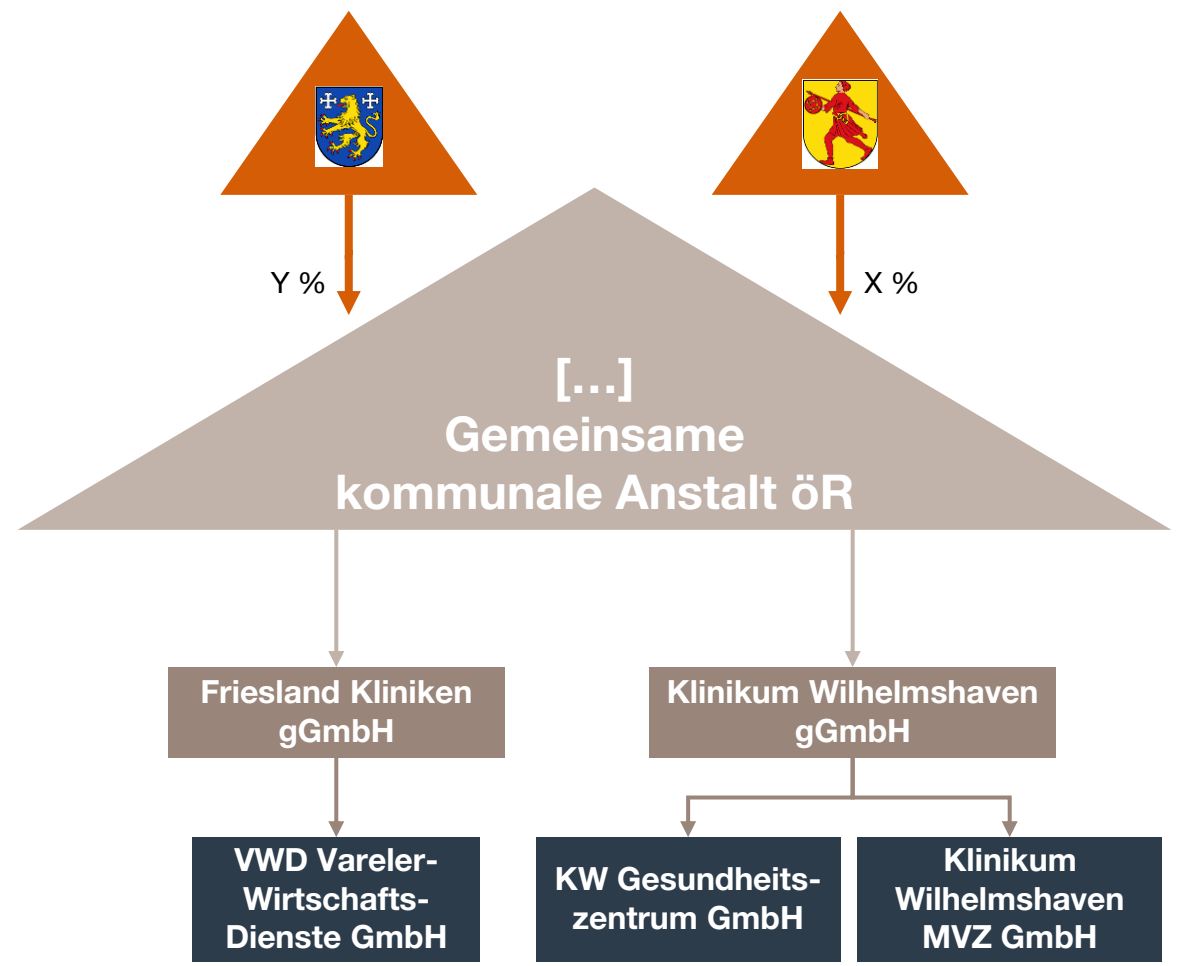 Y %
X %
[...]
Gemeinsame
kommunale Anstalt öR
Friesland Kliniken
gGmbH
Klinikum Wilhelmshaven
gGmbH
VWD Vareler-
Wirtschafts-
Dienste GmbH
KW Gesundheits-
zentrum GmbH
Klinikum
Wilhelmshaven
MVZ GmbH